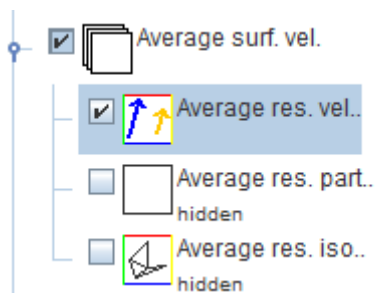 Average surf. vel.
Average res. vel..
Average res. part..
hidden
Average res. iso..
hidden